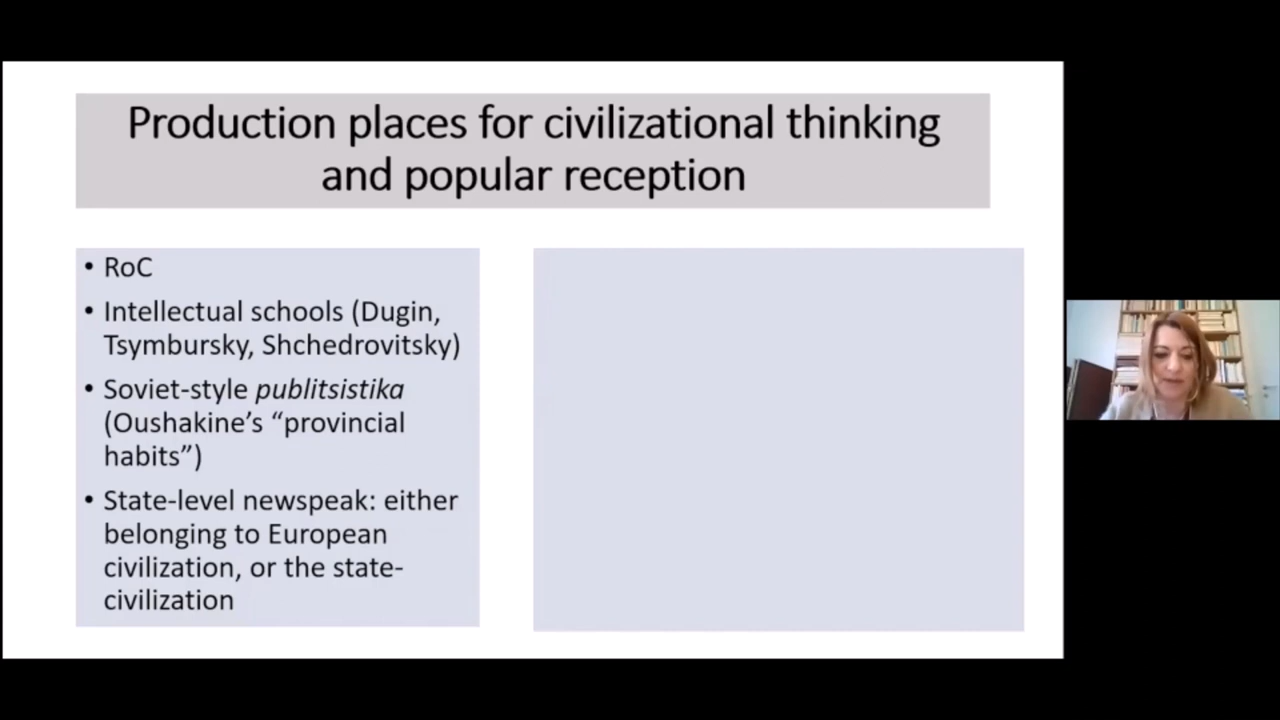 Production places for civilizational thinking
and popular reception
• RoC
• Intellectual schools (Dugin,
Tsymbursky, Shchedrovitsky)
• Soviet-style publitsistika
(Oushakine’s “provincial
habits”)
• State-level newspeak: either
belonging to European
civilization, or the state-
civilization